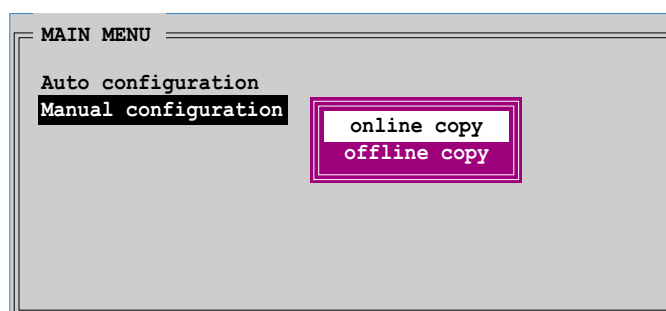 MAIN MENU
Auto configuration
Manual configuration
online copy
offline copy